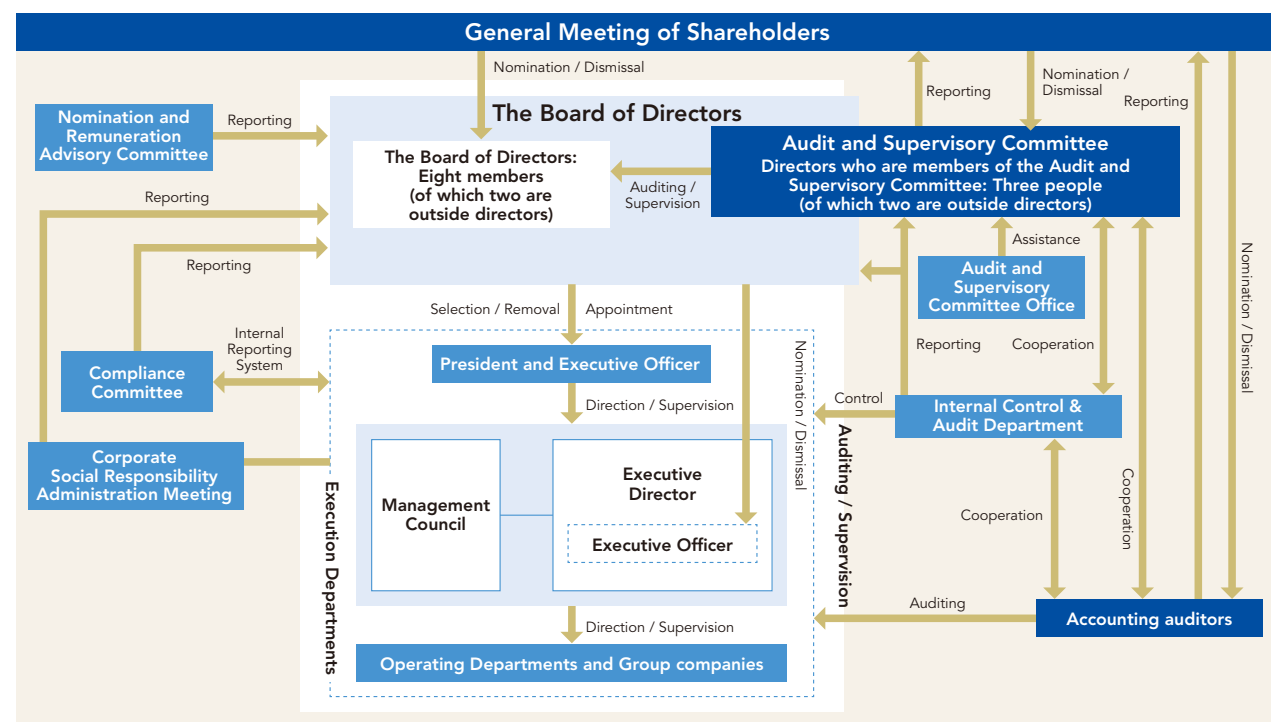 General Meeting of Shareholders
Nomination / Dismissal
Reporting
Nomination /
Dismissal
Reporting
Nomination and
Remuneration
Advisory Committee
Reporting
The Board of Directors
The Board of Directors:
Eight members
(of which two are
outside directors)
Auditing /
Supervision
Audit and Supervisory Committee
Directors who are members of the Audit and
Supervisory Committee: Three people
(of which two are outside directors)
Reporting
Reporting
Assistance
Audit and
Supervisory
Committee Office
Nomination / Dismissal
Selection / Removal
Appointment
Internal
Reporting
System
Compliance
Committee
President and Executive Officer
Nomination / Dismissal
Reporting
Cooperation
Direction / Supervision
Control
Internal Control &
Audit Department
Corporate
Social Responsibility
Administration Meeting
Execution Departments
Management
Council
Executive
Director
Executive Officer
Auditing / Supervision
Cooperation
Cooperation
Auditing
Accounting auditors
Direction / Supervision
Operating Departments and Group companies